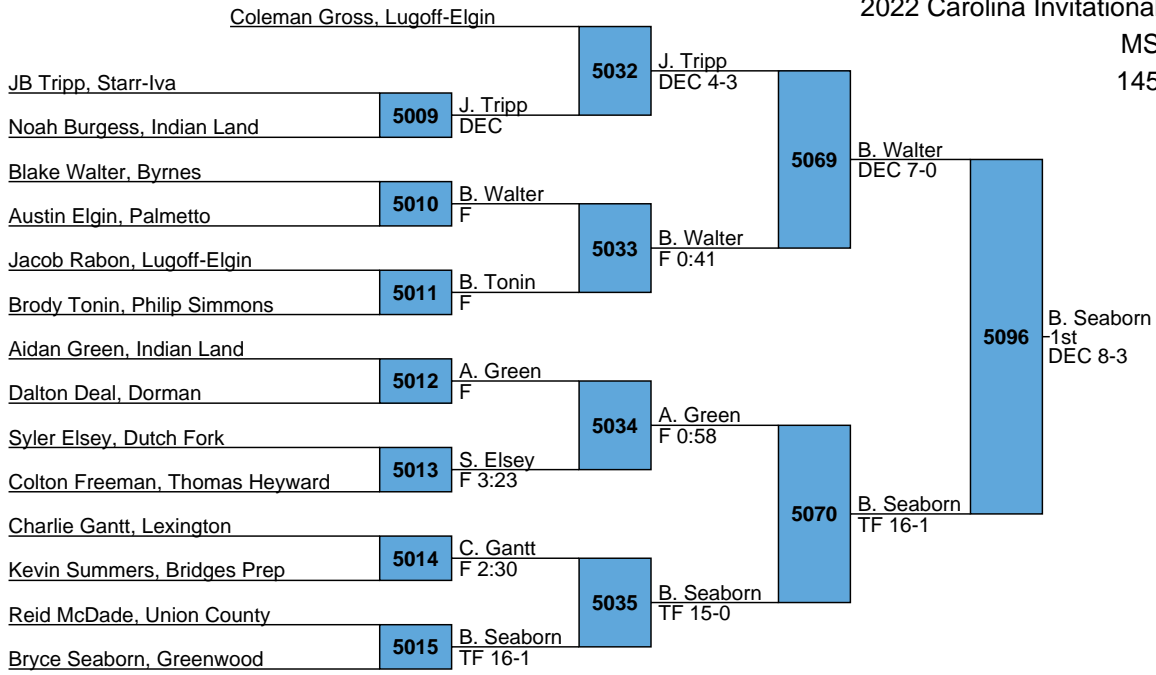 2022 Carolina Invitational
MS
145
Coleman Gross, Lugoff-Elgin
5032
J. Tripp
DEC 4-3
JB Tripp, Starr-Iva
5009
J. Tripp
DEC
Noah Burgess, Indian Land
5069
B. Walter
DEC 7-0
Blake Walter, Byrnes
5010
B. Walter
F
Austin Elgin, Palmetto
5033
B. Walter
F 0:41
Jacob Rabon, Lugoff-Elgin
5011
B. Tonin
F
Brody Tonin, Philip Simmons
5096
B. Seaborn
1st
DEC 8-3
Aidan Green, Indian Land
5012
A. Green
F
Dalton Deal, Dorman
5034
A. Green
F 0:58
Syler Elsey, Dutch Fork
5013
S. Elsey
F 3:23
Colton Freeman, Thomas Heyward
5070
B. Seaborn
TF 16-1
Charlie Gantt, Lexington
5014
C. Gantt
F 2:30
Kevin Summers, Bridges Prep
5035
B. Seaborn
TF 15-0
Reid McDade, Union County
5015
B. Seaborn
TF 16-1
Bryce Seaborn, Greenwood